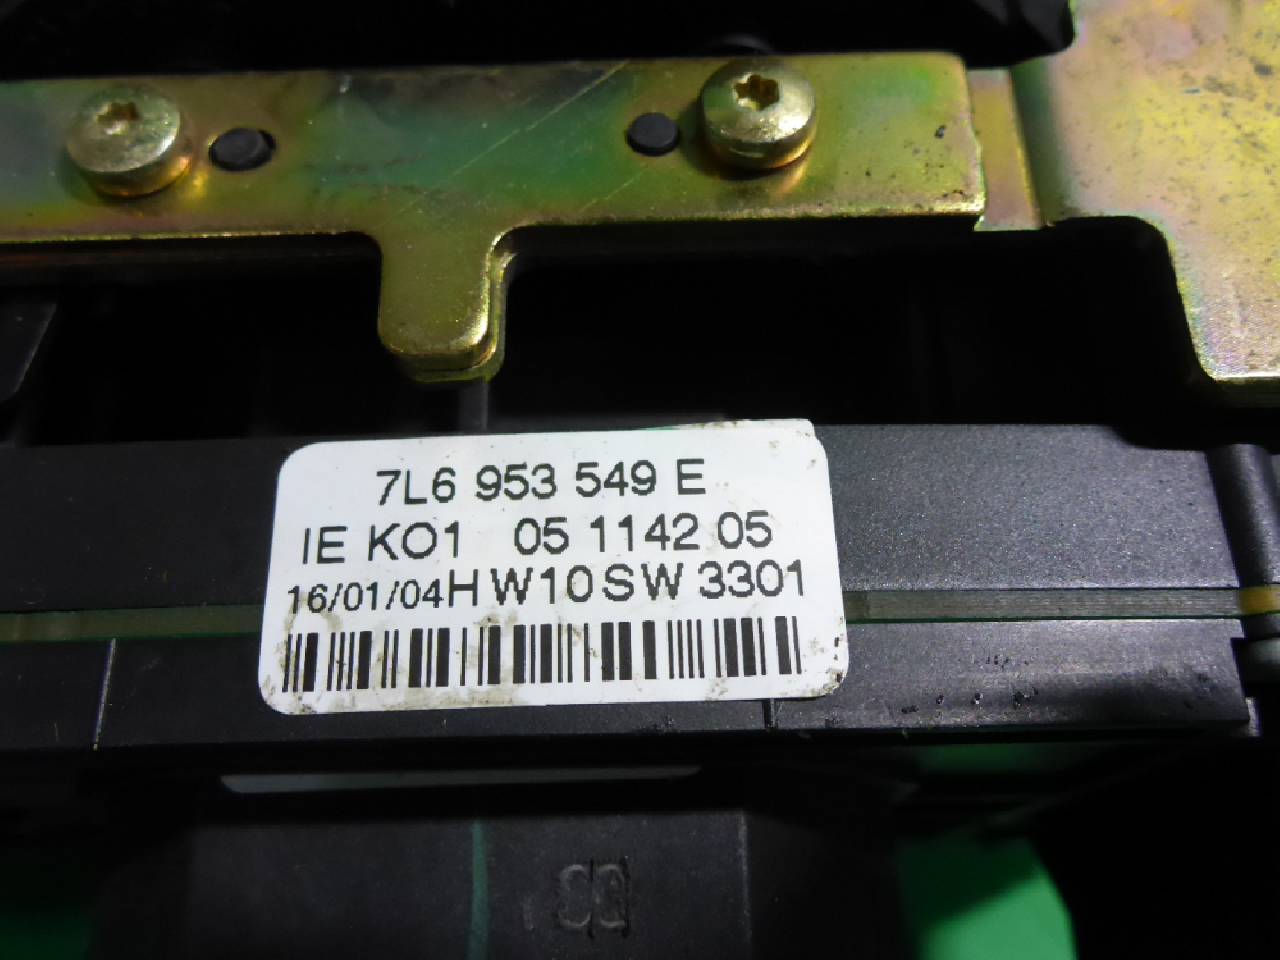 7L6 953 549 E
IE KO1 05 1142 05
16/01/04H W10 SW 3301